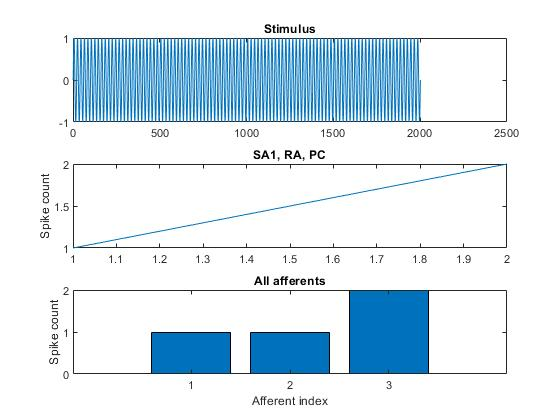 Stimulus
1
0
-1
0 500 1000 1500 2000 2500
SA1, RA, PC
Spike count
2
1.5
1
1 1.1 1.2 1.3 1.4 1.5 1.6 1.7 1.8 1.9 2
All afferents
Spike count
2
1
0
1 2 3
Afferent index